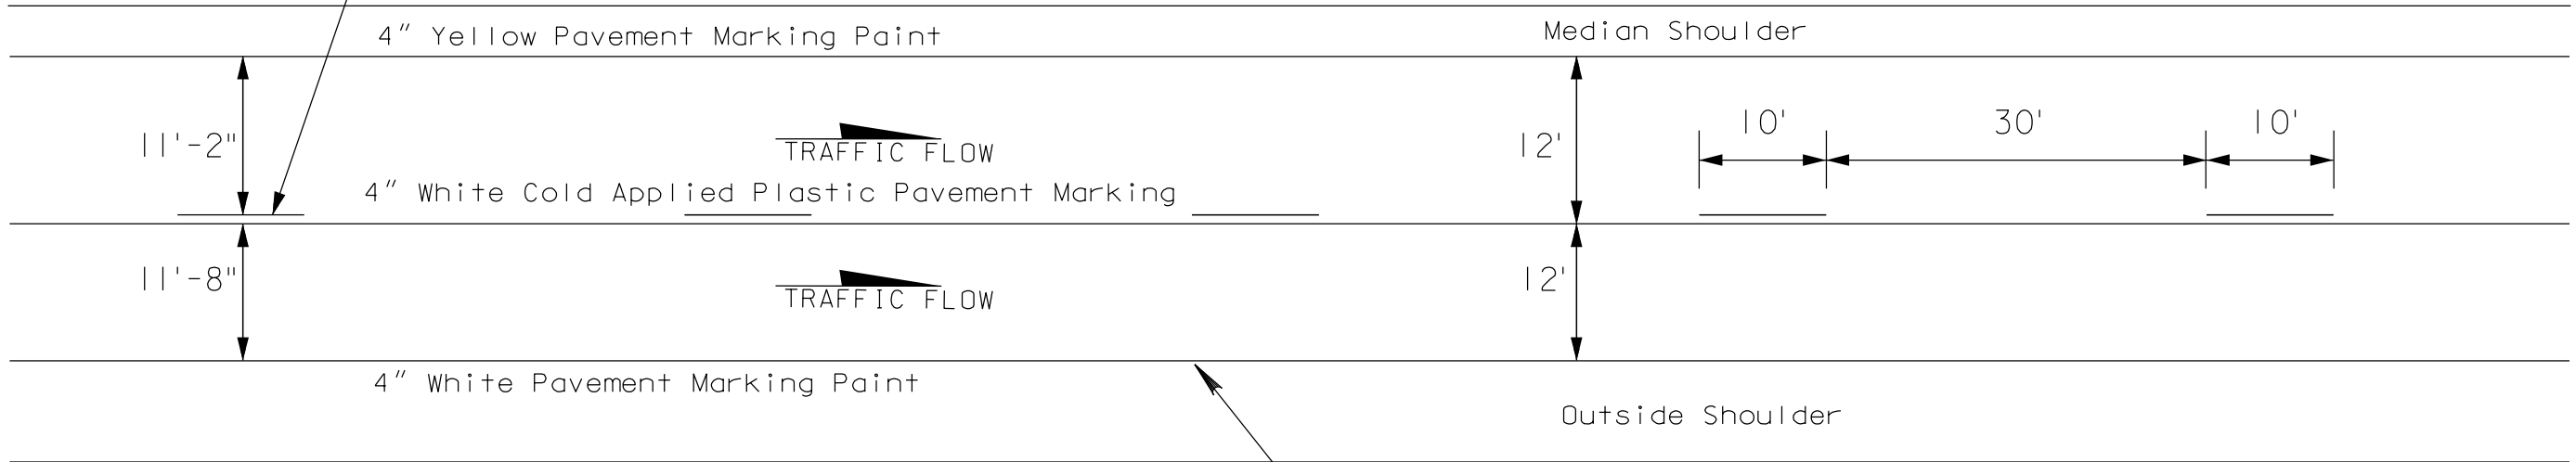 4" Yellow Pavement Marking Paint
Median Shoulder
11'-2"
TRAFFIC FLOW
12'
10'
30'
10'
4" White Cold Applied Plastic Pavement Marking
11'-8"
TRAFFIC FLOW
12'
4" White Pavement Marking Paint
Outside Shoulder